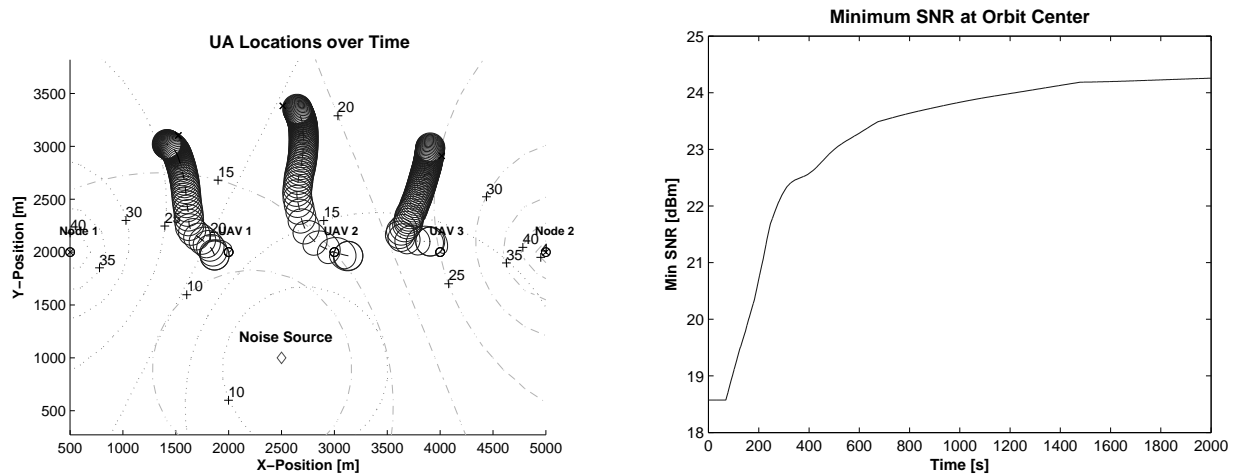 UA Locations over Time
Y−Position [m]
3500
3000
2500
2000
1500
1000
500
20
15
30
30
25
15
20
40
Node 1
UAV 1
UAV 2
UAV 3
40
Node 2
35
35
25
10
Noise Source
10
500 1000 1500 2000 2500 3000 3500 4000 4500 5000
X−Position [m]
Minimum SNR at Orbit Center
Min SNR [dBm]
25
24
23
22
21
20
19
18
0 200 400 600 800 1000 1200 1400 1600 1800 2000
Time [s]